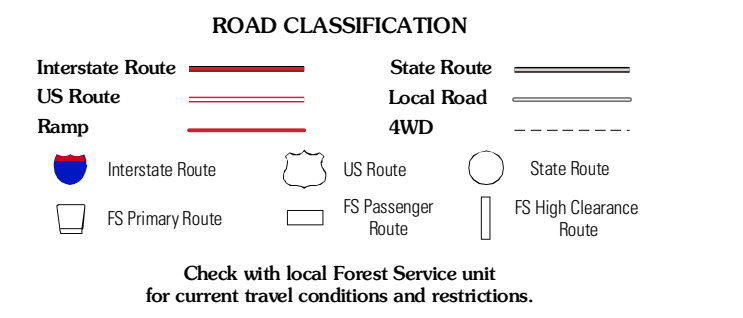 ROAD CLASSIFICATION
Interstate Route
State Route
US Route
Local Road
Ramp
4WD
Interstate Route
US Route
State Route
FS Primary Route
FS Passenger
Route
FS High Clearance
Route
Check with local Forest Service unit
for current travel conditions and restrictions.